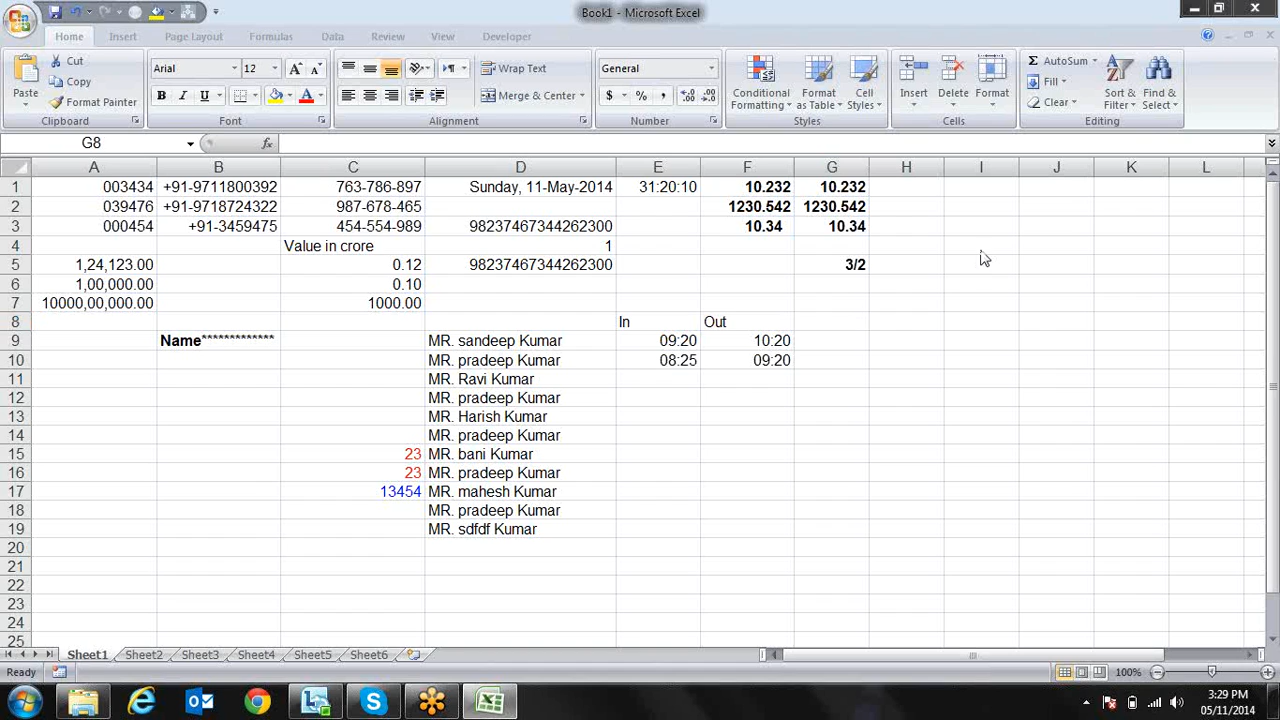 Book1 - Microsoft Excel
Home Insert Page Layout Formulas Data Review View Developer
Paste Cut Copy Format Painter Clipboard
Arial 12 B I U A A A Font
Wrap Text Merge & Center Alignment
General $ % , Number
Conditional Formatting Format as Table Cell Styles Styles
Insert Delete Format Cells
Σ AutoSum Fill Clear Sort & Filter Find & Select Editing
G8 fx
A B C D E F G H I J K L
1 003434 +91-9711800392 763-786-897 Sunday, 11-May-2014 31:20:10 10.232 10.232
2 039476 +91-9718724322 987-678-465 1230.542 1230.542
3 000454 +91-3459475 454-554-989 98237467344262300 10.34 10.34
4 Value in crore 1
5 1,24,123.00 0.12 98237467344262300 3/2
6 1,00,000.00 0.10
7 10000,00,000.00 1000.00
8 In Out
9 Name************* MR. sandeep Kumar 09:20 10:20
10 MR. pradeep Kumar 08:25 09:20
11 MR. Ravi Kumar
12 MR. pradeep Kumar
13 MR. Harish Kumar
14 MR. pradeep Kumar
15 23 MR. bani Kumar
16 23 MR. pradeep Kumar
17 13454 MR. mahesh Kumar
18 MR. pradeep Kumar
19 MR. sdfdf Kumar
20
21
22
23
24
25
Sheet1 Sheet2 Sheet3 Sheet4 Sheet5 Sheet6
Ready 100%
3:29 PM
05/11/2014